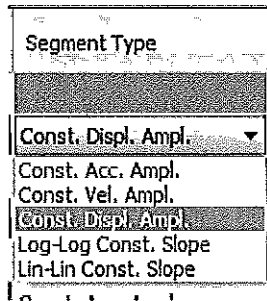 Segment Type
Const. Displ. Ampl.
Const. Acc. Ampl.
Const. Vel. Ampl.
Const. Displ. Ampl.
Log-Log Const. Slope
Lin-Lin Const. Slope